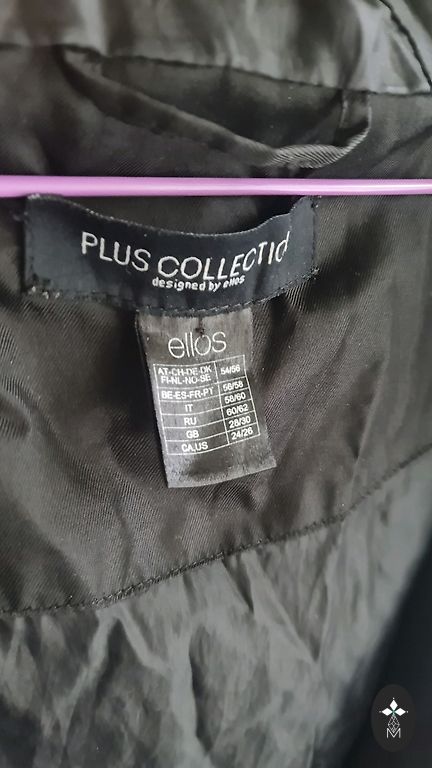 PLUS COLLECTIO
designed by ellos
ellos
AT-CH-DE-DK
FI-NL-NO-SE 54/56
BE-ES-FR-PT 56/58
IT 58/60
RU 60/62
GB 28/30
CA,US 24/26
M